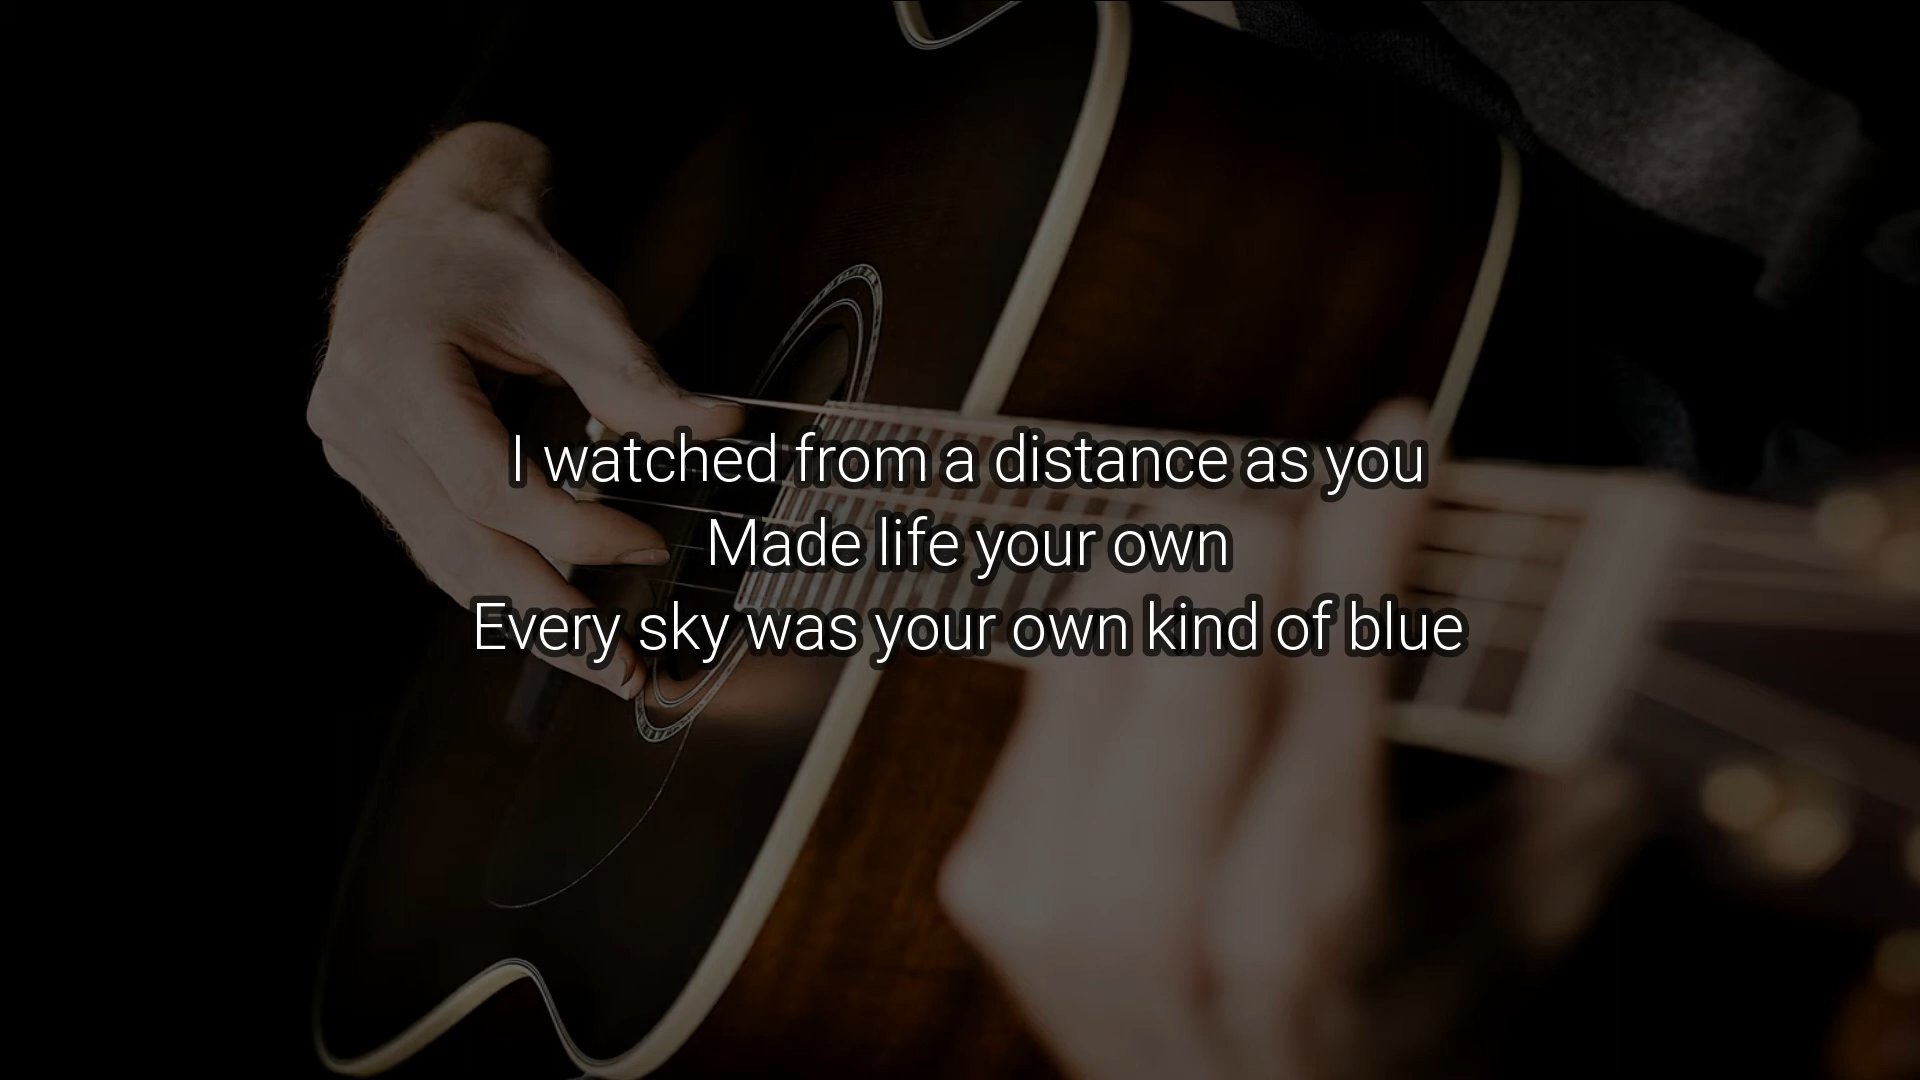 I watched from a distance as you
Made life your own
Every sky was your own kind of blue